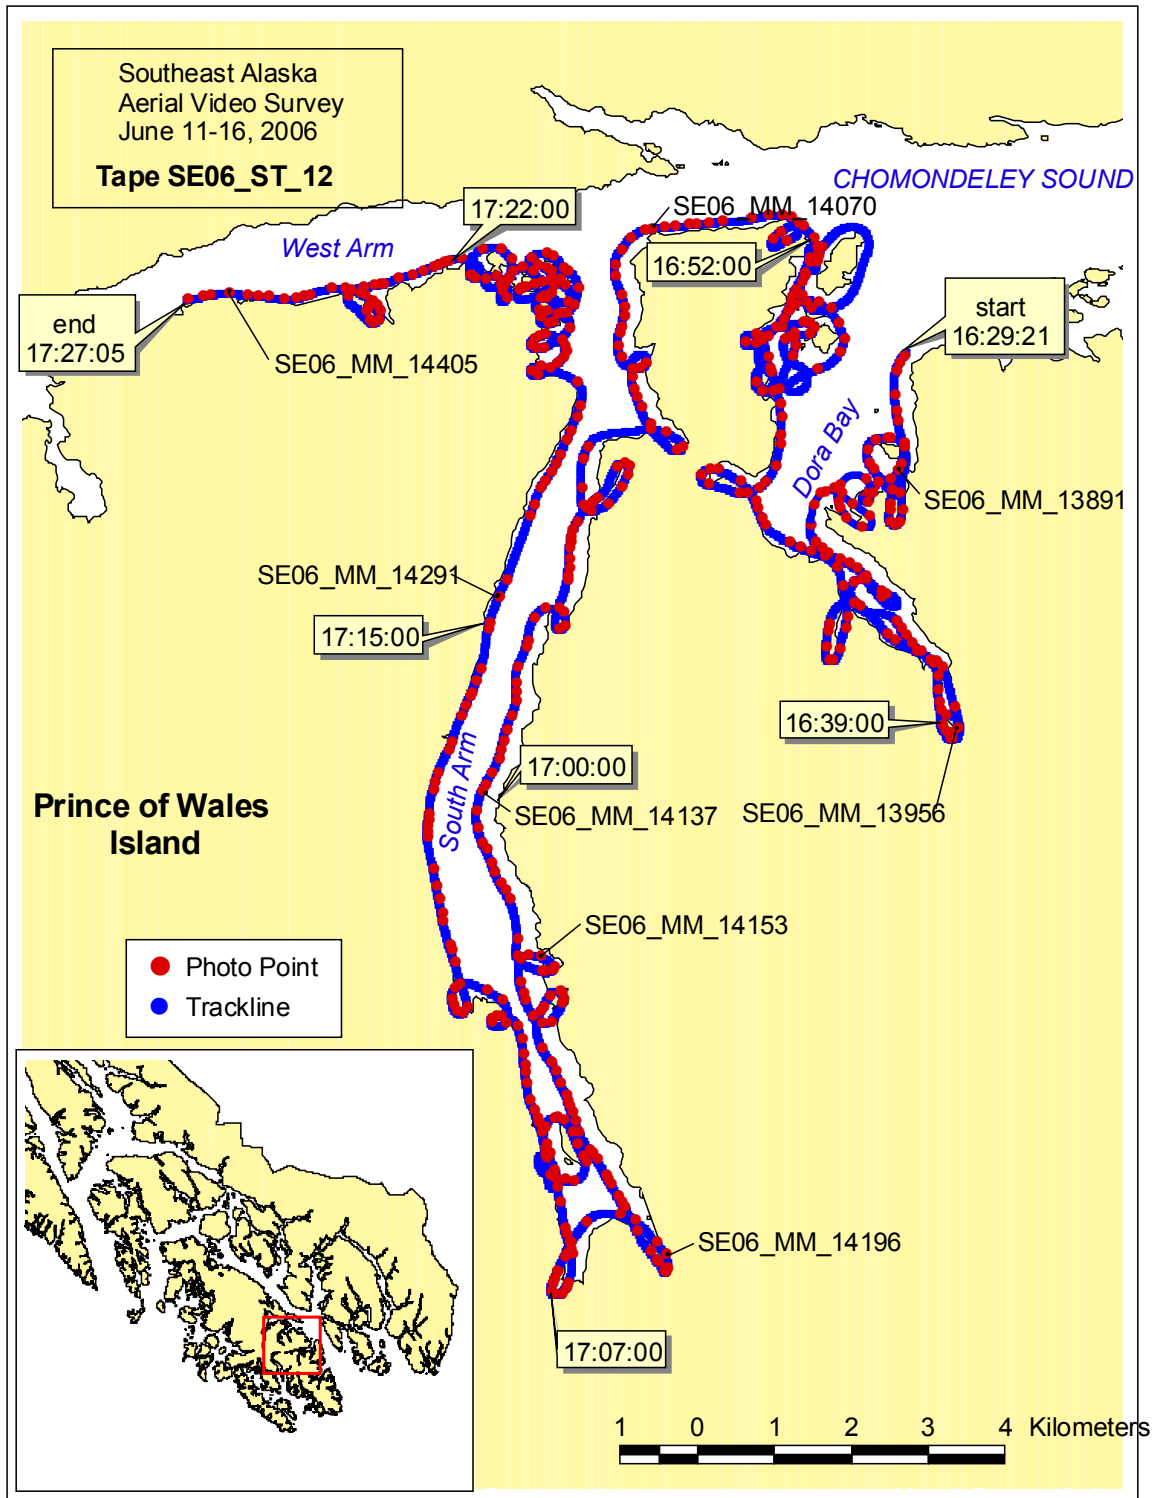 Southeast Alaska
Aerial Video Survey
June 11-16, 2006
Tape SE06_ST_12
CHOMONDELEY SOUND
17:22:00
SE06_MM_14070
West Arm
16:52:00
end
17:27:05
start
16:29:21
SE06_MM_14405
Dora Bay
SE06_MM_13891
SE06_MM_14291
17:15:00
16:39:00
17:00:00
South Arm
SE06_MM_14137
SE06_MM_13956
Prince of Wales
Island
SE06_MM_14153
Photo Point
Trackline
SE06_MM_14196
17:07:00
1 0 1 2 3 4 Kilometers